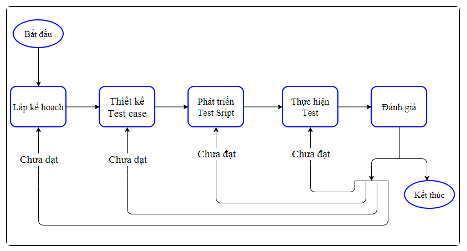 Bắt đầu
Lập kế hoạch
Thiết kế
Test case
Phát triển
Test Sript
Thực hiện
Test
Đánh giá
Chưa đạt
Chưa đạt
Chưa đạt
Chưa đạt
Kết thúc